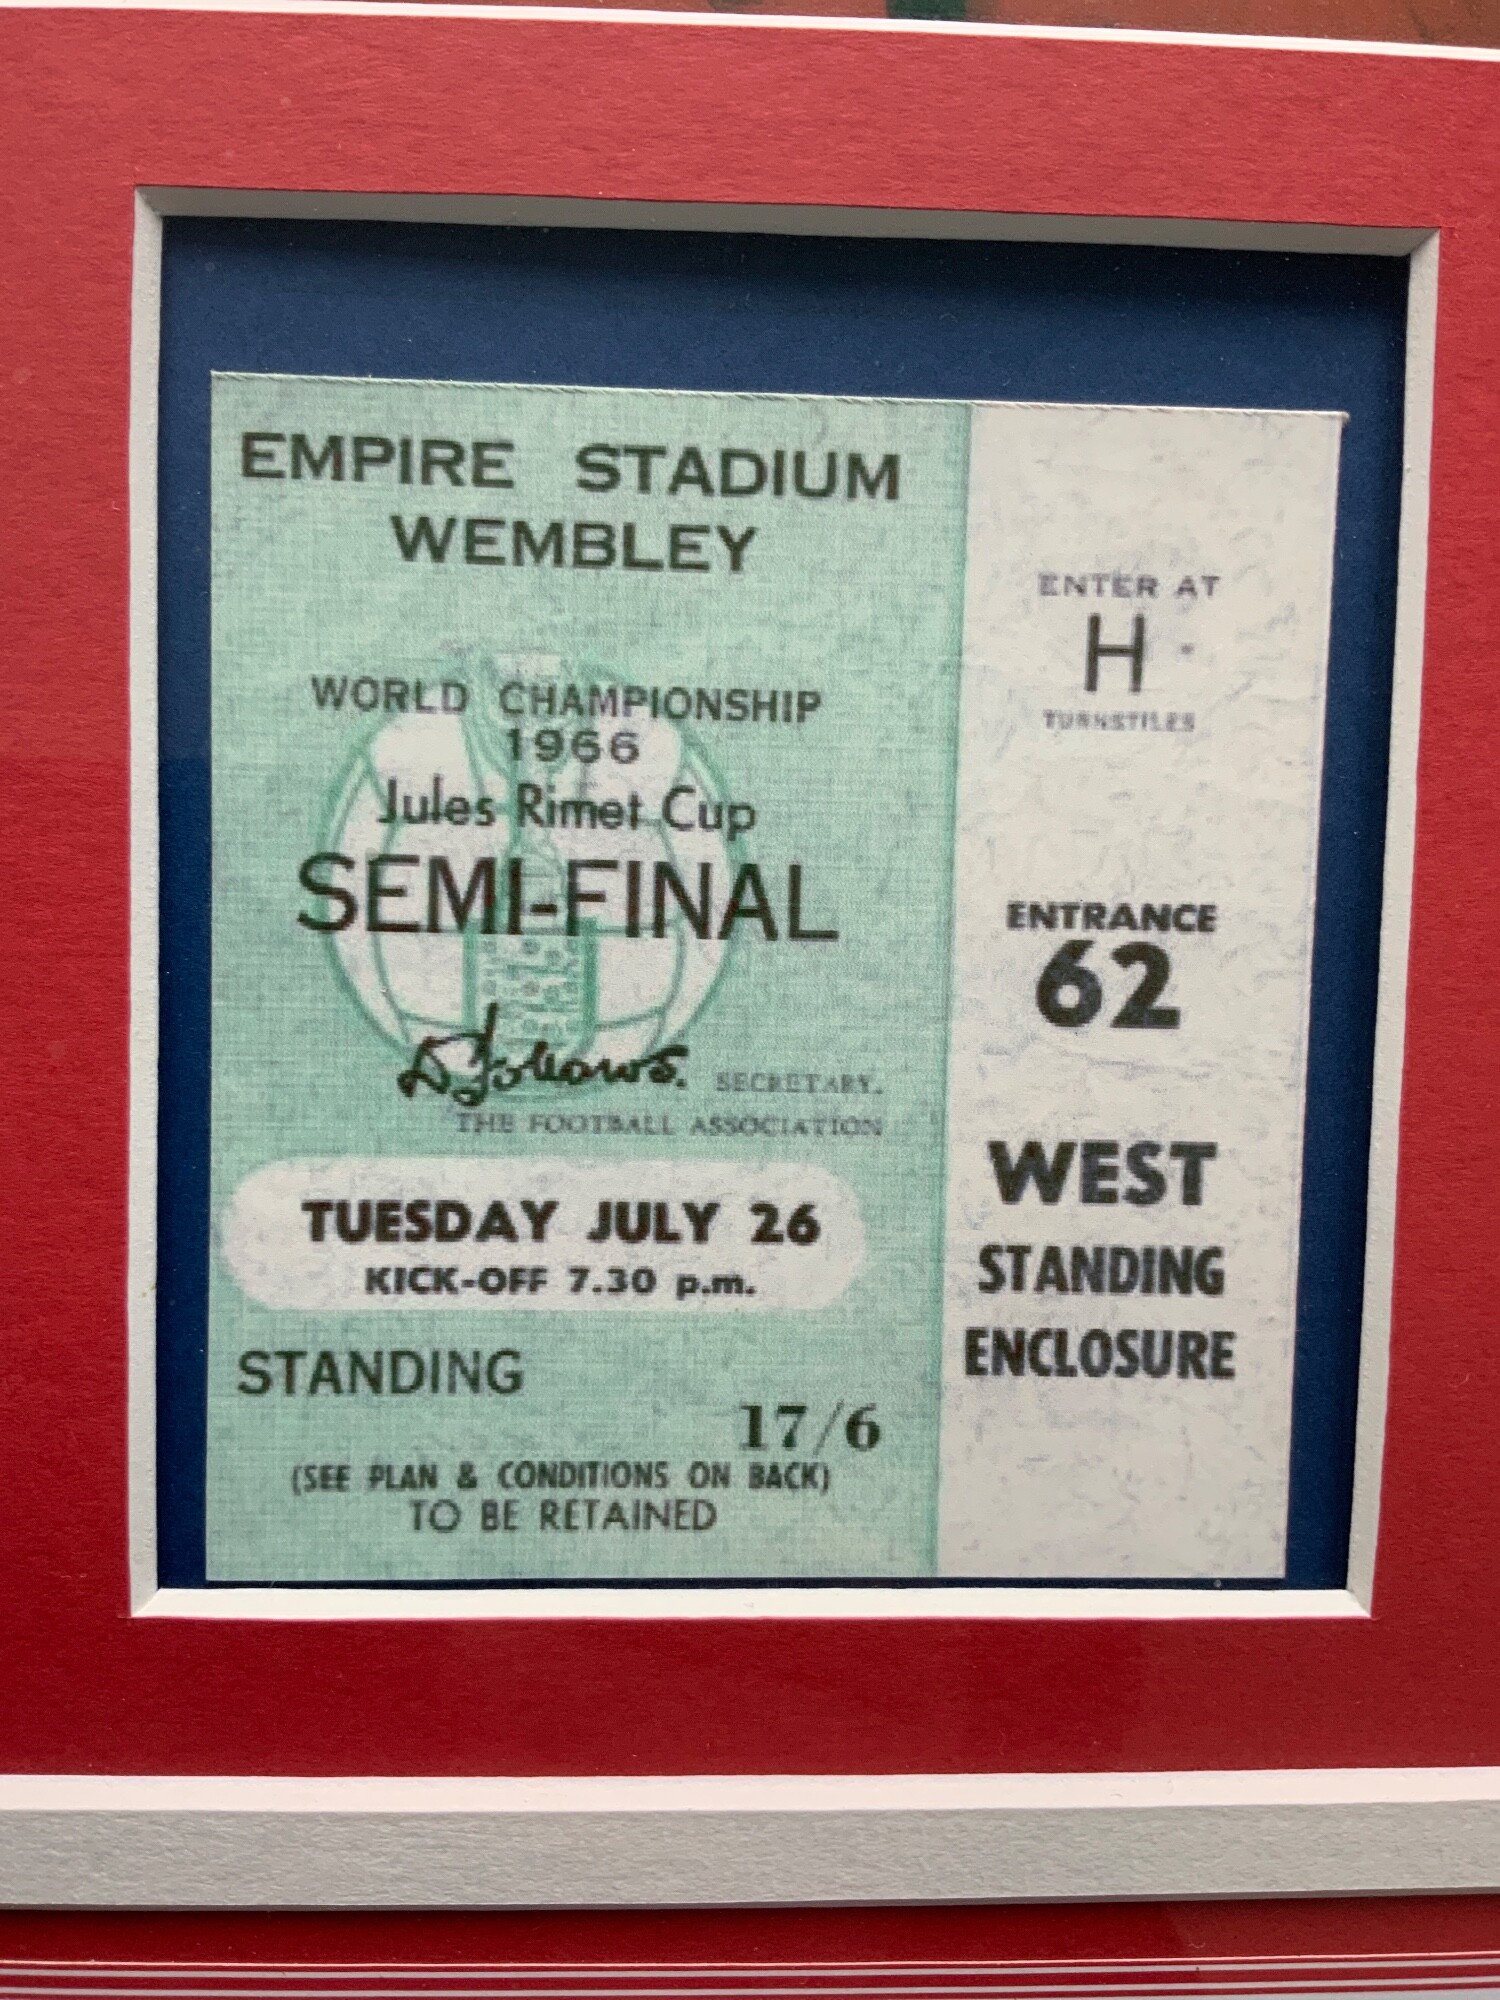 EMPIRE STADIUM
WEMBLEY
WORLD CHAMPIONSHIP
1966
Jules Rimet Cup
SEMI-FINAL
D Follows. SECRETARY.
THE FOOTBALL ASSOCIATION
TUESDAY JULY 26
KICK-OFF 7.30 p.m.
STANDING
17/6
(SEE PLAN & CONDITIONS ON BACK)
TO BE RETAINED
ENTER AT
H
TURNSTILES
ENTRANCE
62
WEST
STANDING
ENCLOSURE